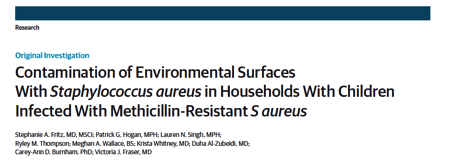 Research
Original Investigation
Contamination of Environmental Surfaces
With Staphylococcus aureus in Households With Children
Infected With Methicillin-Resistant S aureus
Stephanie A. Fritz, MD, MSCI; Patrick G. Hogan, MPH; Lauren N. Singh, MPH;
Ryley M. Thompson; Meghan A. Wallace, BS; Krista Whitney, MD; Duha Al-Zubeidi, MD;
Carey-Ann D. Burnham, PhD; Victoria J. Fraser, MD